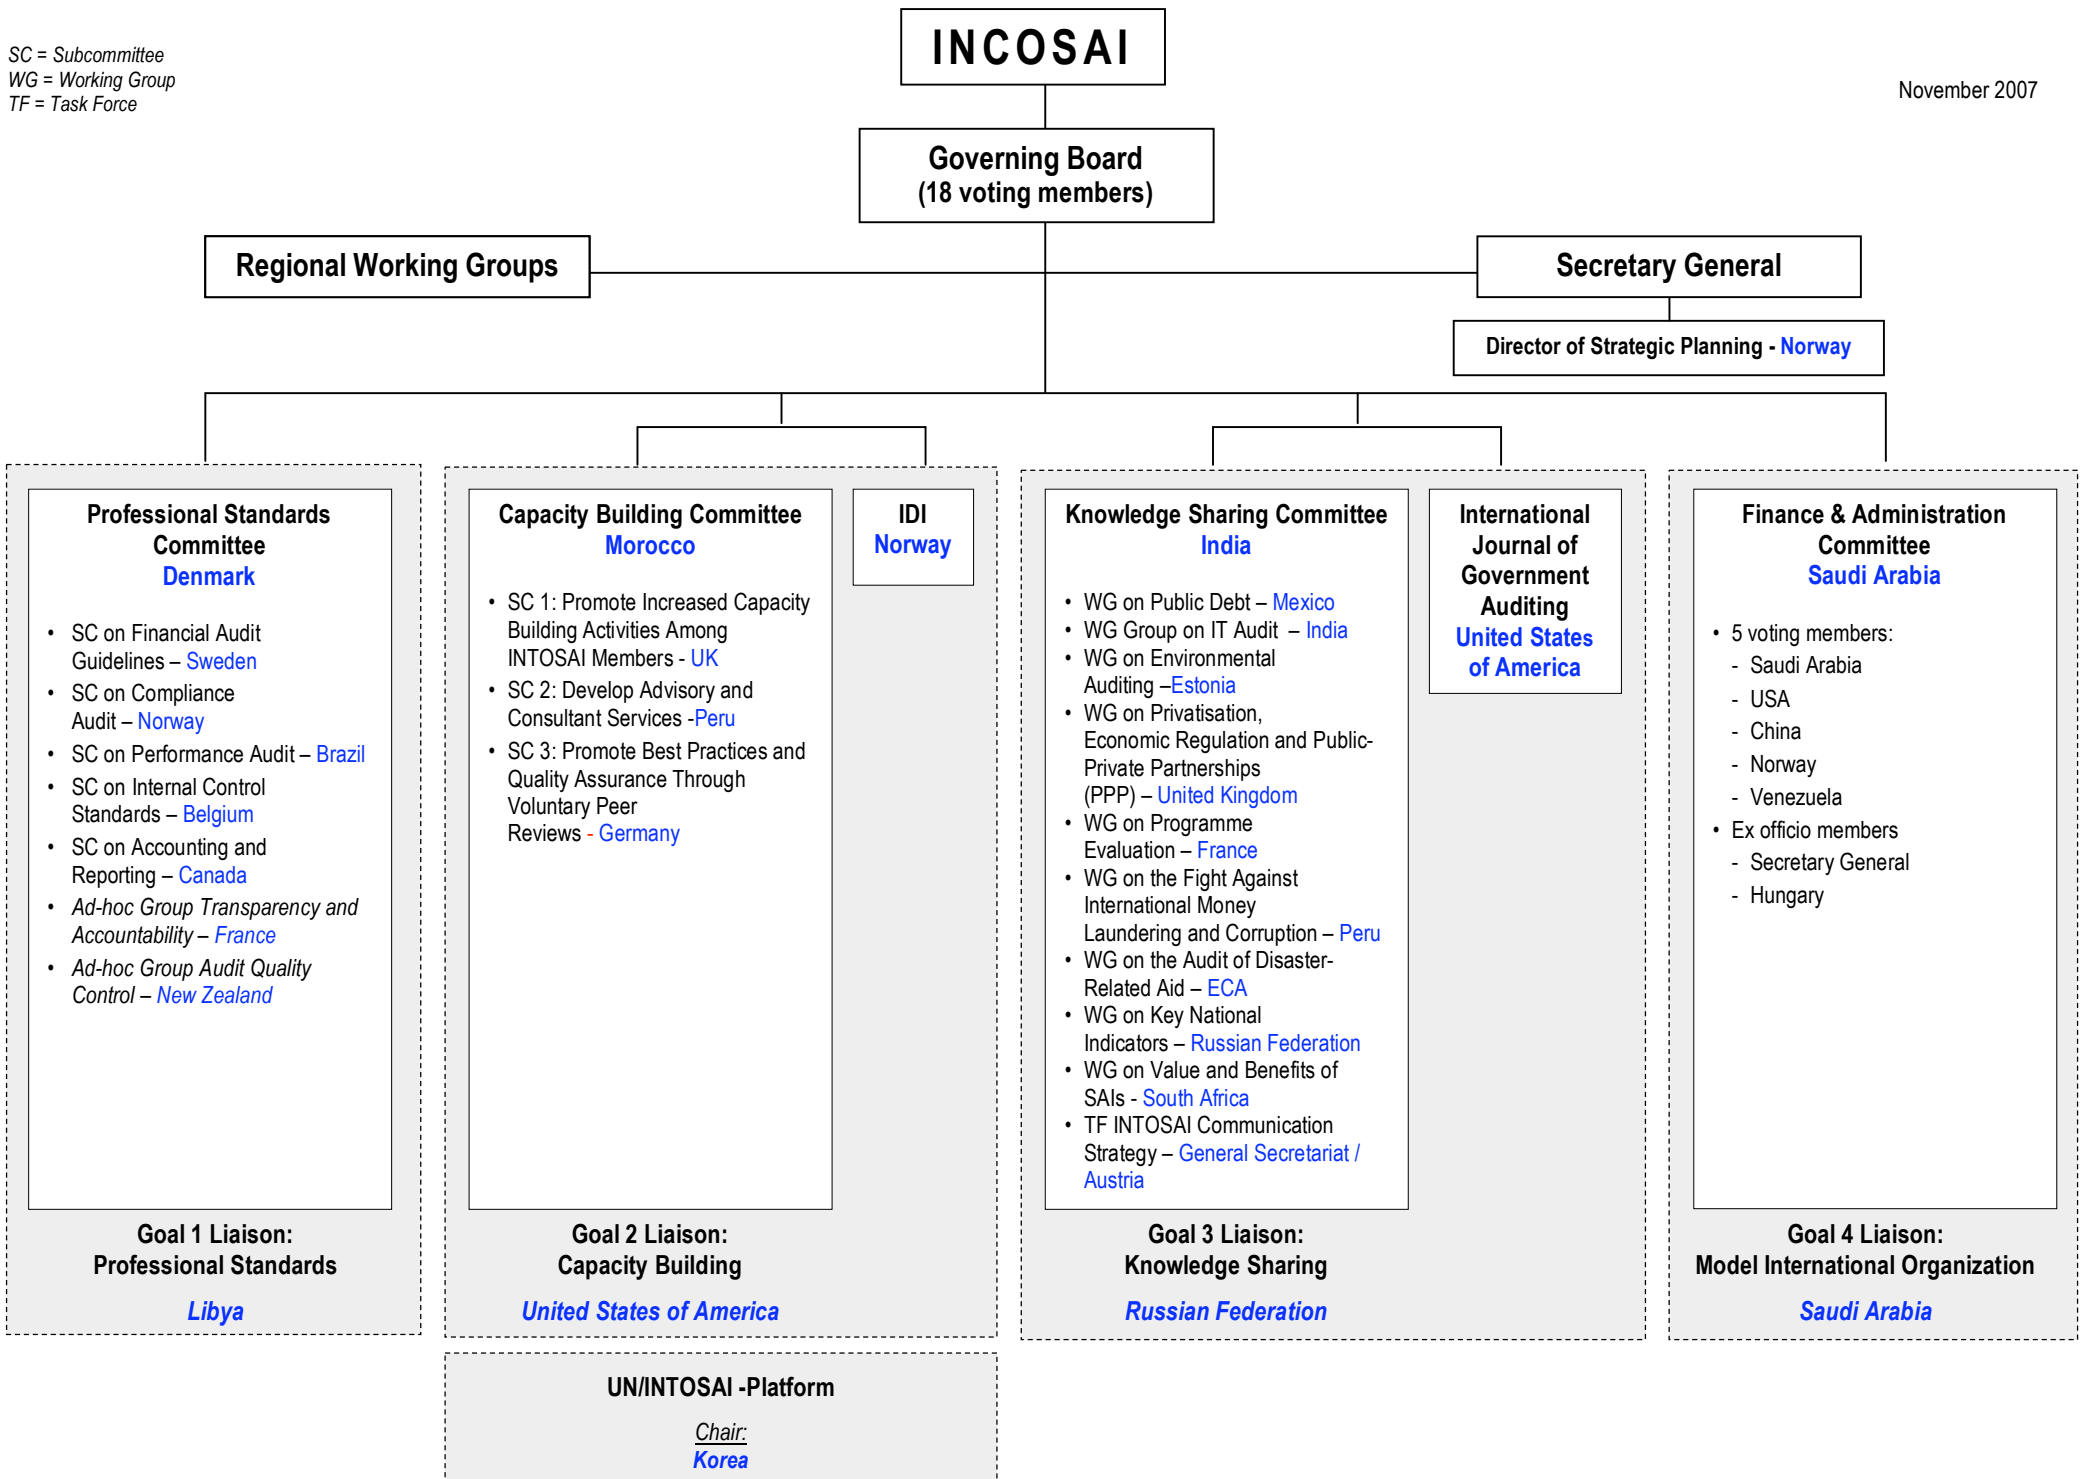 SC = Subcommittee
WG = Working Group
TF = Task Force
INCOSAI
November 2007
Governing Board
(18 voting members)
Regional Working Groups
Secretary General
Director of Strategic Planning - Norway
Professional Standards
Committee
Denmark
• SC on Financial Audit
Guidelines – Sweden
• SC on Compliance
Audit – Norway
• SC on Performance Audit – Brazil
• SC on Internal Control
Standards – Belgium
• SC on Accounting and
Reporting – Canada
• Ad-hoc Group Transparency and
Accountability – France
• Ad-hoc Group Audit Quality
Control – New Zealand
Goal 1 Liaison:
Professional Standards
Libya
Capacity Building Committee
Morocco
• SC 1: Promote Increased Capacity
Building Activities Among
INTOSAI Members - UK
• SC 2: Develop Advisory and
Consultant Services -Peru
• SC 3: Promote Best Practices and
Quality Assurance Through
Voluntary Peer
Reviews - Germany
IDI
Norway
Goal 2 Liaison:
Capacity Building
United States of America
Knowledge Sharing Committee
India
• WG on Public Debt – Mexico
• WG Group on IT Audit – India
• WG on Environmental
Auditing –Estonia
• WG on Privatisation,
Economic Regulation and Public-
Private Partnerships
(PPP) – United Kingdom
• WG on Programme
Evaluation – France
• WG on the Fight Against
International Money
Laundering and Corruption – Peru
• WG on the Audit of Disaster-
Related Aid – ECA
• WG on Key National
Indicators – Russian Federation
• WG on Value and Benefits of
SAIs - South Africa
• TF INTOSAI Communication
Strategy – General Secretariat /
Austria
International
Journal of
Government
Auditing
United States
of America
Goal 3 Liaison:
Knowledge Sharing
Russian Federation
Finance & Administration
Committee
Saudi Arabia
• 5 voting members:
- Saudi Arabia
- USA
- China
- Norway
- Venezuela
• Ex officio members
- Secretary General
- Hungary
Goal 4 Liaison:
Model International Organization
Saudi Arabia
UN/INTOSAI -Platform
Chair:
Korea